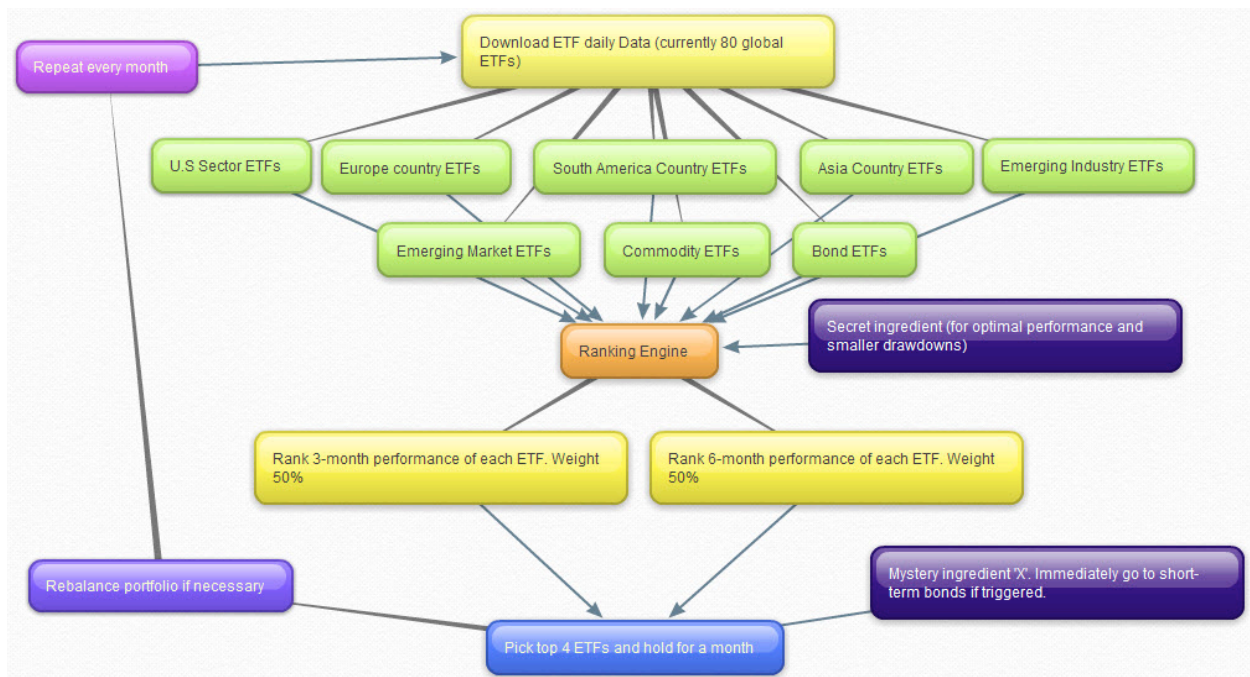 Download ETF daily Data (currently 80 global
ETFs)
Repeat every month
U.S Sector ETFs
Europe country ETFs
South America Country ETFs
Asia Country ETFs
Emerging Industry ETFs
Emerging Market ETFs
Commodity ETFs
Bond ETFs
Secret ingredient (for optimal performance and
smaller drawdowns)
Ranking Engine
Rank 3-month performance of each ETF. Weight
50%
Rank 6-month performance of each ETF. Weight
50%
Rebalance portfolio if necessary
Mystery ingredient 'X'. Immediately go to short-
term bonds if triggered.
Pick top 4 ETFs and hold for a month